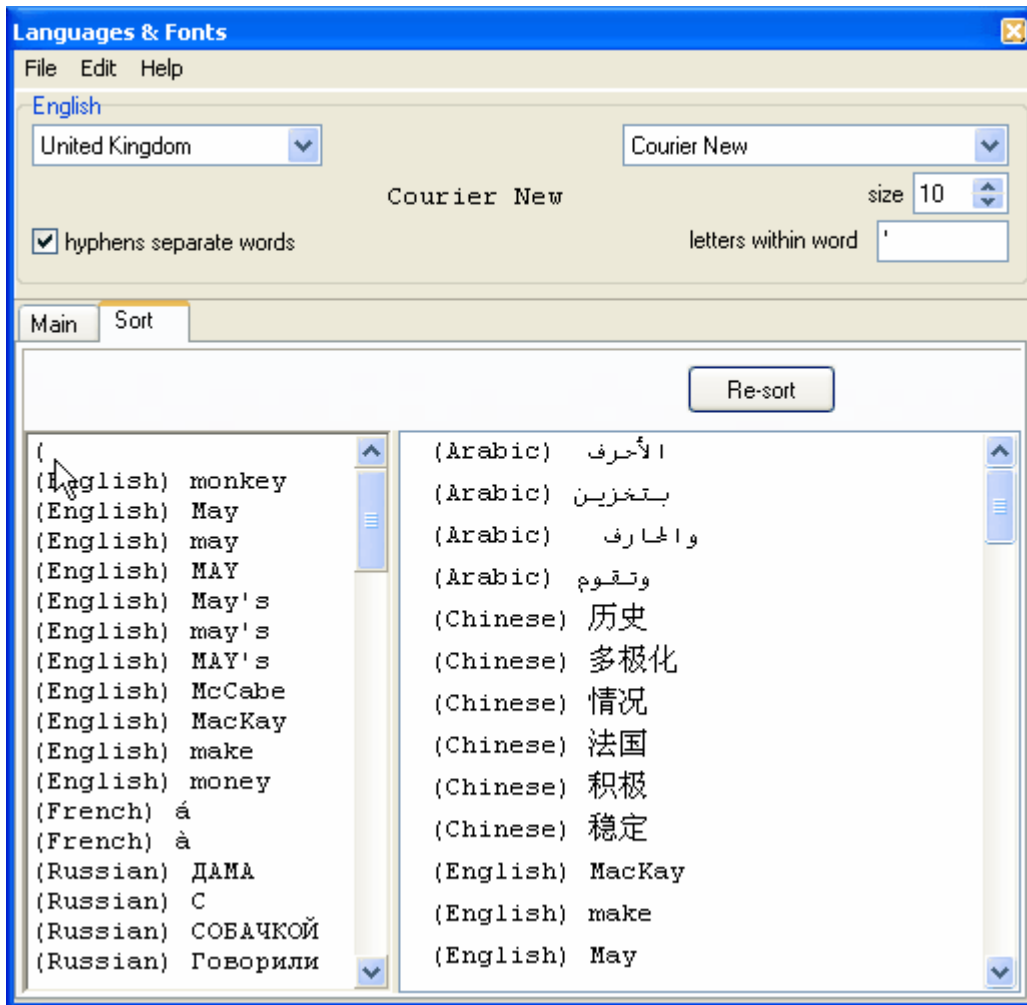 Languages & Fonts
File Edit Help
English
United Kingdom Courier New
Courier New size 10
hyphens separate words letters within word '
Main Sort
Re-sort
(
(English) monkey
(English) May
(English) may
(English) MAY
(English) May's
(English) may's
(English) MAY's
(English) McCabe
(English) MacKay
(English) make
(English) money
(French) á
(French) à
(Russian) ДАМА
(Russian) С
(Russian) СОБАЧКОЙ
(Russian) Говорили
(Arabic) الأحرف
(Arabic) بتخزين
(Arabic) والمحارف
(Arabic) وتقوم
(Chinese) 历史
(Chinese) 多极化
(Chinese) 情况
(Chinese) 法国
(Chinese) 积极
(Chinese) 稳定
(English) MacKay
(English) make
(English) May